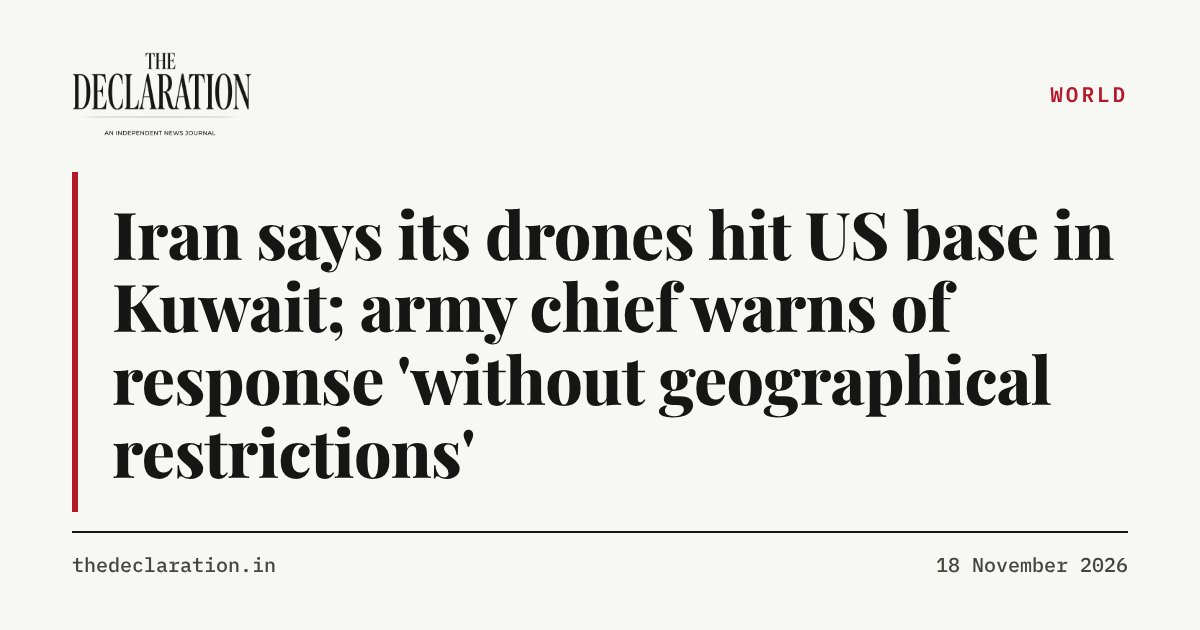 THE
DECLARATION
AN INDEPENDENT NEWS JOURNAL
WORLD
Iran says its drones hit US base in
Kuwait; army chief warns of
response 'without geographical
restrictions'
thedeclaration.in
18 November 2026